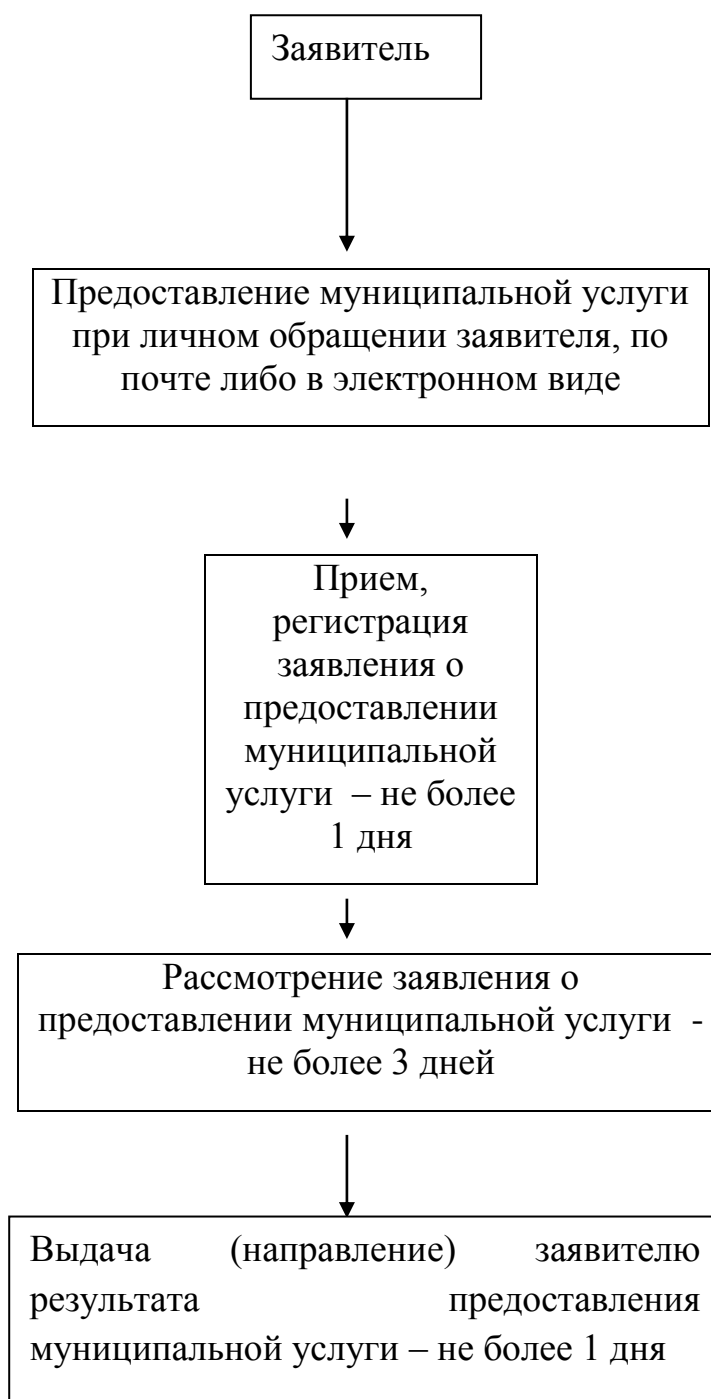 Заявитель
Предоставление муниципальной услуги
при личном обращении заявителя, по
почте либо в электронном виде
Прием,
регистрация
заявления о
предоставлении
муниципальной
услуги – не более
1 дня
Рассмотрение заявления о
предоставлении муниципальной услуги -
не более 3 дней
Выдача (направление) заявителю
результата предоставления
муниципальной услуги – не более 1 дня